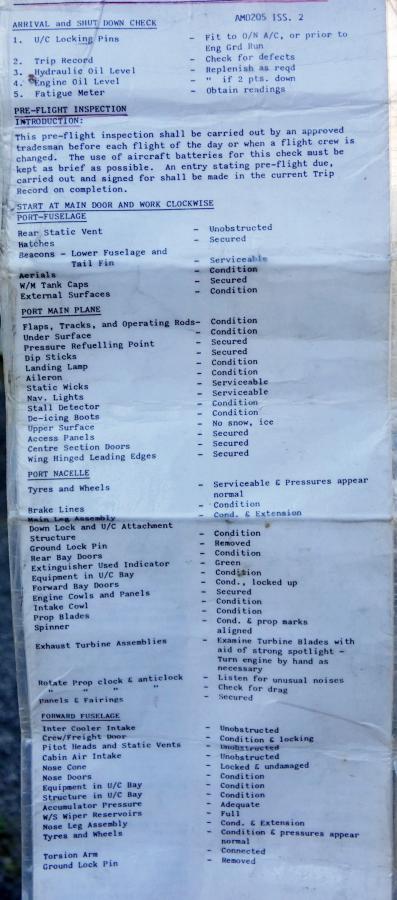 ARRIVAL and SHUT DOWN CHECK AMO205 ISS. 2
1. U/C Locking Pins - Fit to O/N A/C, or prior to
Eng Grd Run
2. Trip Record - Check for defects
3. Hydraulic Oil Level - Replenish as reqd
4. Engine Oil Level - " if 2 pts. down
5. Fatigue Meter - Obtain readings
PRE-FLIGHT INSPECTION
INTRODUCTION:
This pre-flight inspection shall be carried out by an approved
tradesman before each flight of the day or when a flight crew is
changed. The use of aircraft batteries for this check must be
kept as brief as possible. An entry stating pre-flight due,
carried out and signed for shall be made in the current Trip
Record on completion.
START AT MAIN DOOR AND WORK CLOCKWISE
PORT-FUSELAGE
Rear Static Vent - Unobstructed
Hatches - Secured
Beacons - Lower Fuselage and
Tail Fin - Serviceable
Aerials - Condition
W/M Tank Caps - Secured
External Surfaces - Condition
PORT MAIN PLANE
Flaps, Tracks, and Operating Rods- Condition
Under Surface - Condition
Pressure Refuelling Point - Secured
Dip Sticks - Secured
Landing Lamp - Condition
Aileron - Condition
Static Wicks - Serviceable
Nav. Lights - Serviceable
Stall Detector - Condition
De-icing Boots - Condition
Upper Surface - No snow, ice
Access Panels - Secured
Centre Section Doors - Secured
Wing Hinged Leading Edges - Secured
PORT NACELLE
Tyres and Wheels - Serviceable & Pressures appear
normal
Brake Lines - Condition
Main Leg Assembly - Cond. & Extension
Down Lock and U/C Attachment
Structure - Condition
Ground Lock Pin - Removed
Rear Bay Doors - Condition
Extinguisher Used Indicator - Green
Equipment in U/C Bay - Condition
Forward Bay Doors - Cond., locked up
Engine Cowls and Panels - Secured
Intake Cowl - Condition
Prop Blades - Condition
Spinner - Cond. & prop marks
aligned
Exhaust Turbine Assemblies - Examine Turbine Blades with
aid of strong spotlight -
Turn engine by hand as
necessary
Rotate Prop clock & anticlock - Listen for unusual noises
" " " " - Check for drag
Panels & Fairings - Secured
FORWARD FUSELAGE
Inter Cooler Intake - Unobstructed
Crew/Freight Door - Condition & locking
Pitot Heads and Static Vents - Unobstructed
Cabin Air Intake - Unobstructed
Nose Cone - Locked & undamaged
Nose Doors - Condition
Equipment in U/C Bay - Condition
Structure in U/C Bay - Condition
Accumulator Pressure - Adequate
W/S Wiper Reservoirs - Full
Nose Leg Assembly - Cond. & Extension
Tyres and Wheels - Condition & pressures appear
normal
Torsion Arm - Connected
Ground Lock Pin - Removed